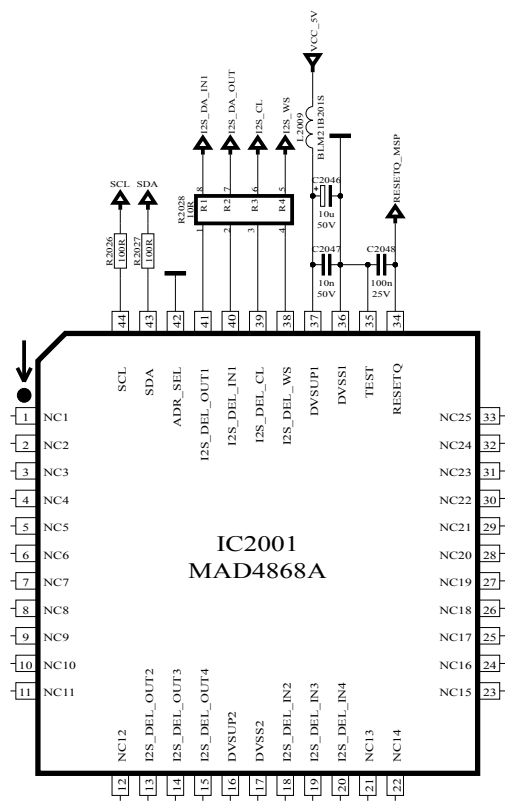 VCC_5V
I2S_DA_IN1
I2S_DA_OUT
I2S_CL
I2S_WS
L2009
BLM21B201S
RESETQ_MSP
SCL
SDA
C2046
+
10u
50V
R2028
10R
8
7
6
5
R1
R2
R3
R4
1
2
3
4
R2026
100R
R2027
100R
C2047
10n
50V
C2048
100n
25V
44
43
42
41
40
39
38
37
36
35
34
SCL
SDA
ADR_SEL
I2S_DEL_OUT1
I2S_DEL_IN1
I2S_DEL_CL
I2S_DEL_WS
DVSUP1
DVSS1
TEST
RESETQ
1 NC1
2 NC2
3 NC3
4 NC4
5 NC5
6 NC6
7 NC7
8 NC8
9 NC9
10 NC10
11 NC11
NC25 33
NC24 32
NC23 31
NC22 30
NC21 29
NC20 28
NC19 27
NC18 26
NC17 25
NC16 24
NC15 23
IC2001
MAD4868A
NC12
I2S_DEL_OUT2
I2S_DEL_OUT3
I2S_DEL_OUT4
DVSUP2
DVSS2
I2S_DEL_IN2
I2S_DEL_IN3
I2S_DEL_IN4
NC13
NC14
12
13
14
15
16
17
18
19
20
21
22